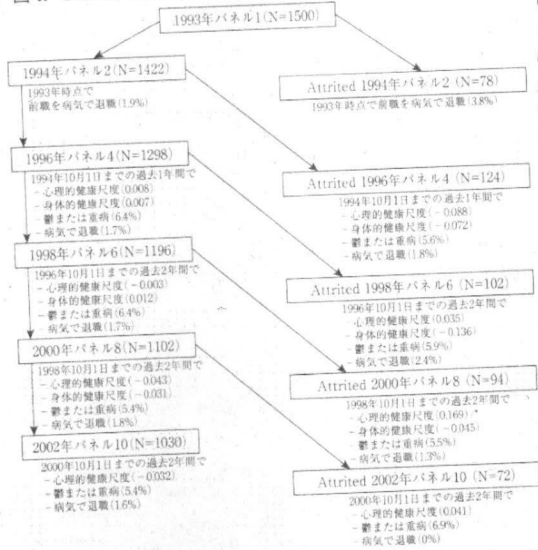 1993年パネル1(N=1500)
1994年パネル2(N=1422)
1993年時点で
前職を病気で退職(1.9%)
Attrited 1994年パネル2 (N=78)
1993年時点で前職を病気で退職(3.8%)
1996年パネル4(N=1298)
1994年10月1日までの過去1年間で
- 心理的健康尺度(0.008)
- 身体的健康尺度(0.007)
- 鬱または重病(6.4%)
- 病気で退職(1.7%)
Attrited 1996年パネル4 (N=124)
1994年10月1日までの過去1年間で
- 心理的健康尺度(-0.088)
- 身体的健康尺度(-0.072)
- 鬱または重病(5.6%)
- 病気で退職(1.8%)
1998年パネル6(N=1196)
1996年10月1日までの過去2年間で
- 心理的健康尺度(-0.003)
- 身体的健康尺度(0.012)
- 鬱または重病(6.4%)
- 病気で退職(1.7%)
Attrited 1998年パネル6 (N=102)
1996年10月1日までの過去2年間で
- 心理的健康尺度(0.035)
- 身体的健康尺度(-0.136)
- 鬱または重病(5.9%)
- 病気で退職(2.4%)
2000年パネル8(N=1102)
1998年10月1日までの過去2年間で
- 心理的健康尺度(-0.043)
- 身体的健康尺度(-0.031)
- 鬱または重病(5.4%)
- 病気で退職(1.8%)
Attrited 2000年パネル8 (N=94)
1998年10月1日までの過去2年間で
- 心理的健康尺度(0.169)
- 身体的健康尺度(-0.045)
- 鬱または重病(5.5%)
- 病気で退職(1.3%)
2002年パネル10(N=1030)
2000年10月1日までの過去2年間で
- 心理的健康尺度(-0.032)
- 鬱または重病(5.4%)
- 病気で退職(1.6%)
Attrited 2002年パネル10 (N=72)
2000年10月1日までの過去2年間で
- 心理的健康尺度(0.041)
- 鬱または重病(6.9%)
- 病気で退職(0%)